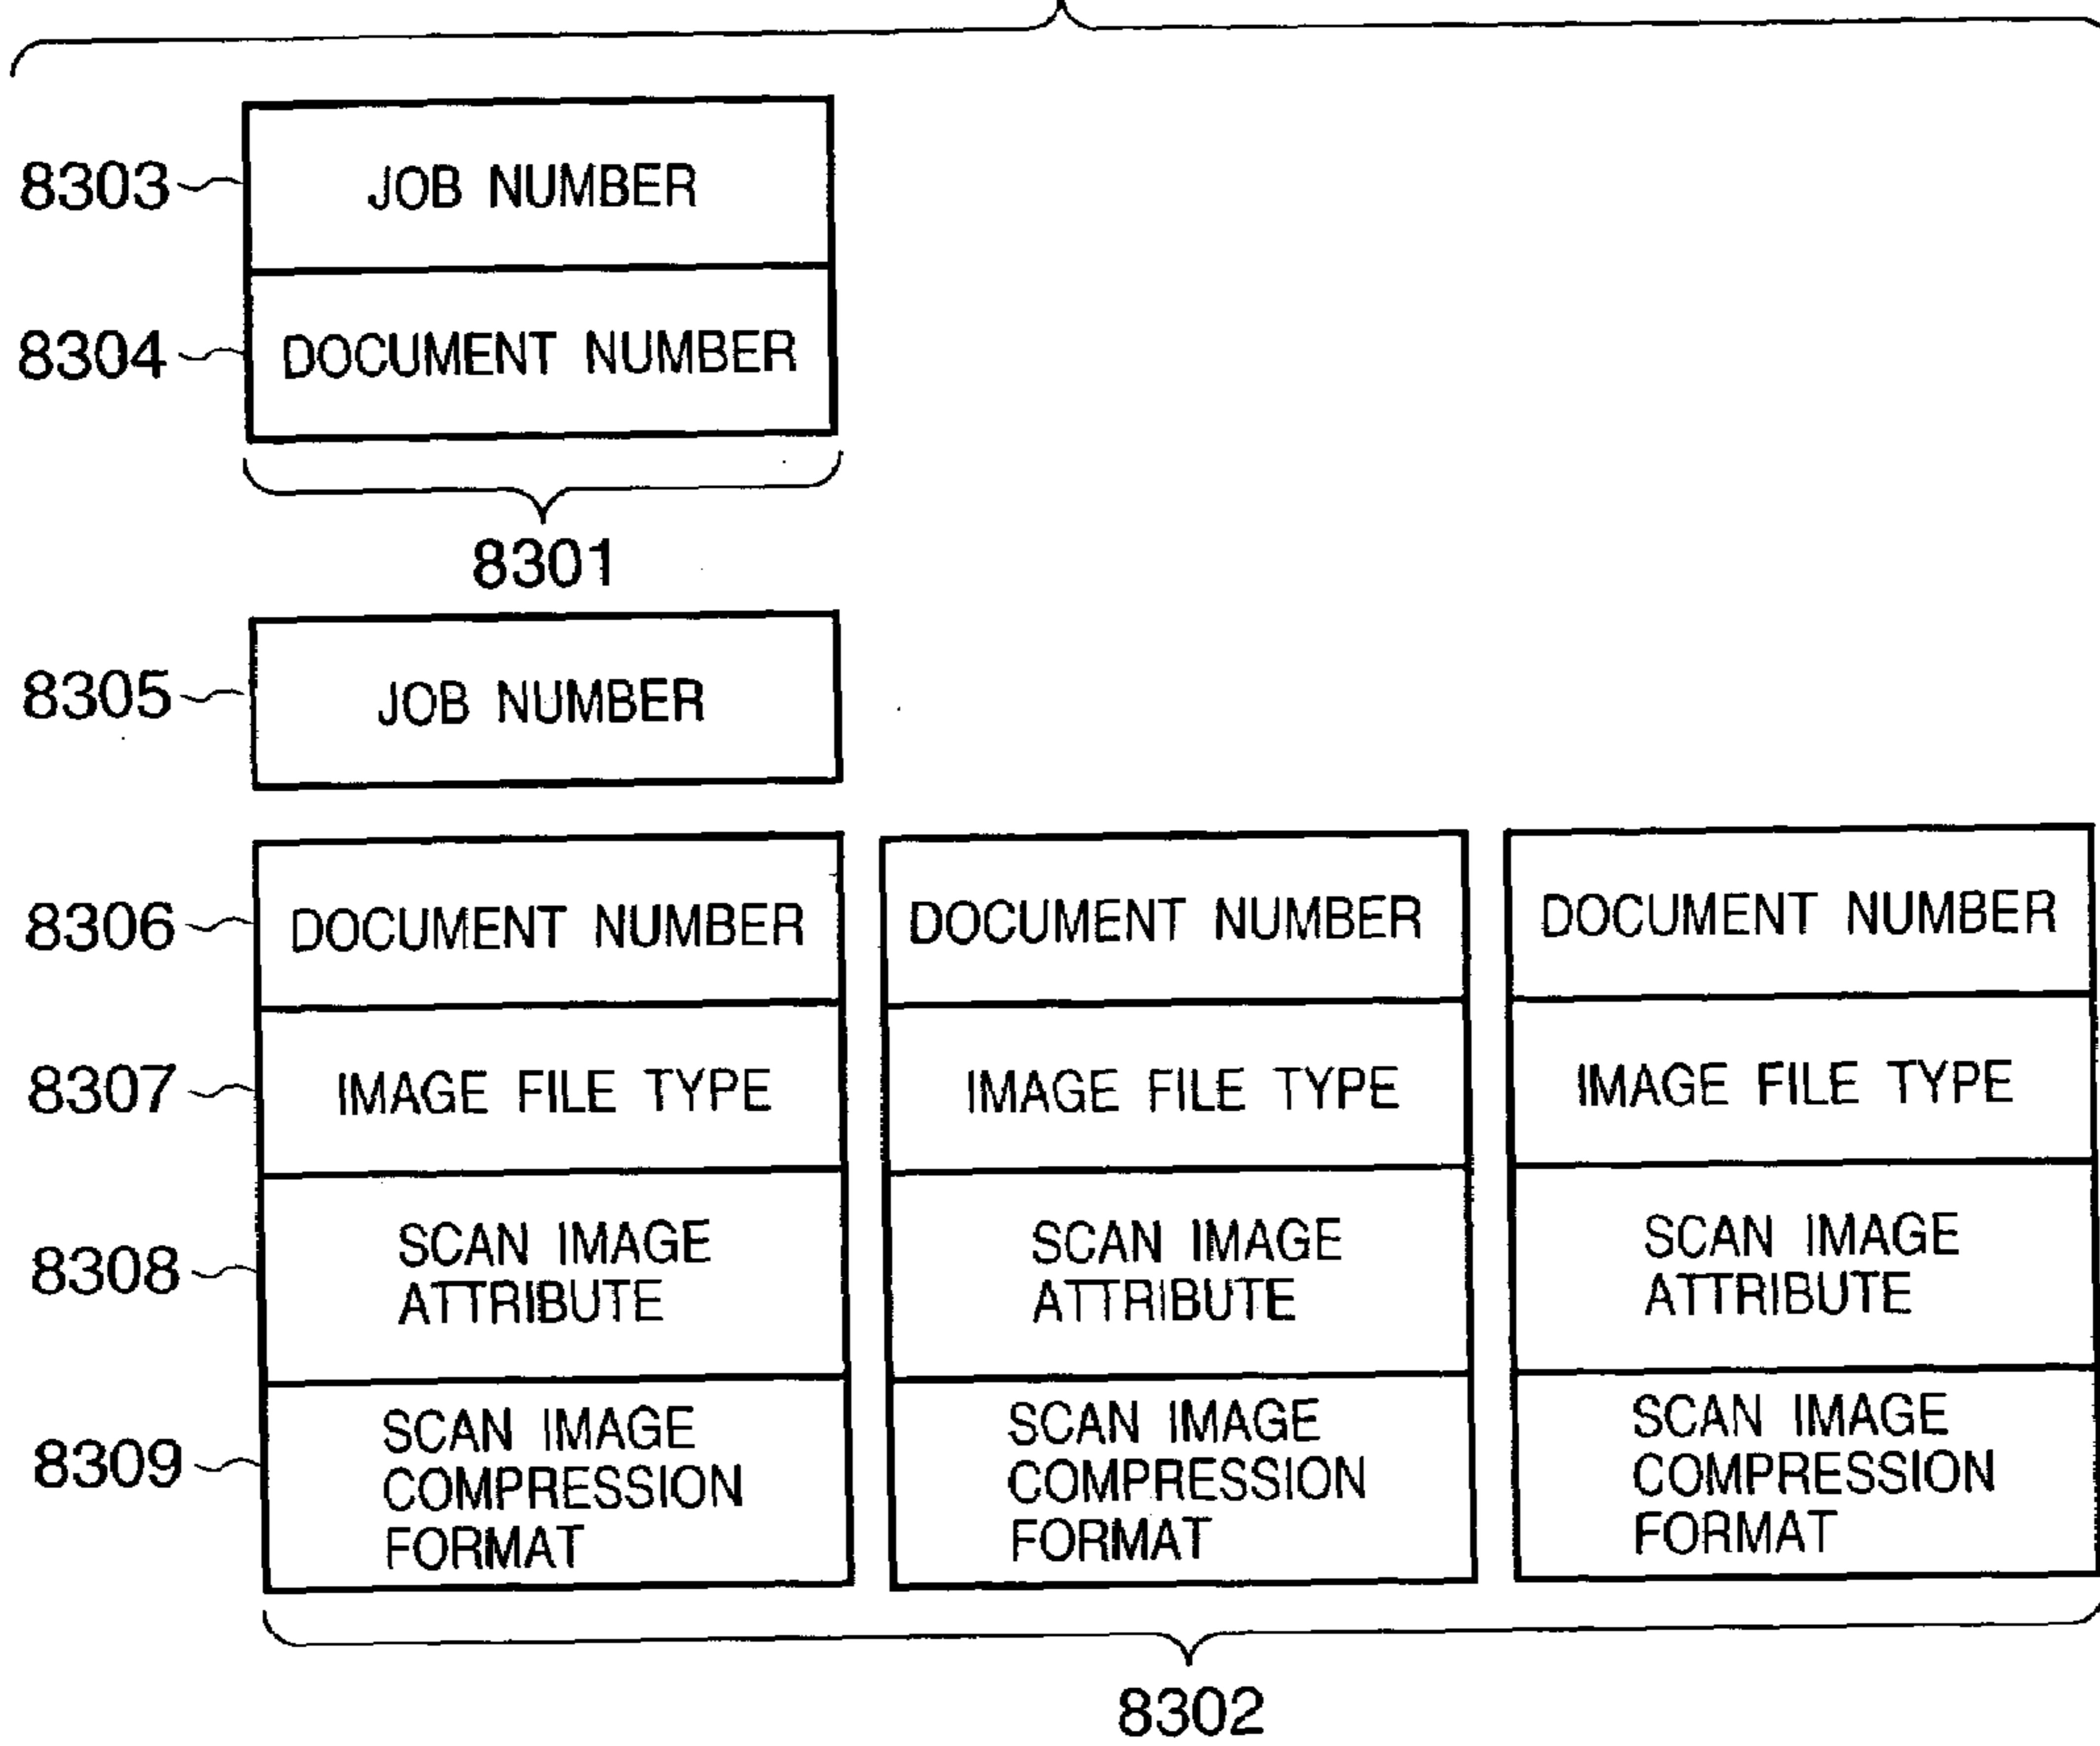 8303
JOB NUMBER
8304
DOCUMENT NUMBER
8301
8305
JOB NUMBER
8306
DOCUMENT NUMBER
DOCUMENT NUMBER
DOCUMENT NUMBER
8307
IMAGE FILE TYPE
IMAGE FILE TYPE
IMAGE FILE TYPE
8308
SCAN IMAGE
ATTRIBUTE
SCAN IMAGE
ATTRIBUTE
SCAN IMAGE
ATTRIBUTE
8309
SCAN IMAGE
COMPRESSION
FORMAT
SCAN IMAGE
COMPRESSION
FORMAT
SCAN IMAGE
COMPRESSION
FORMAT
8302